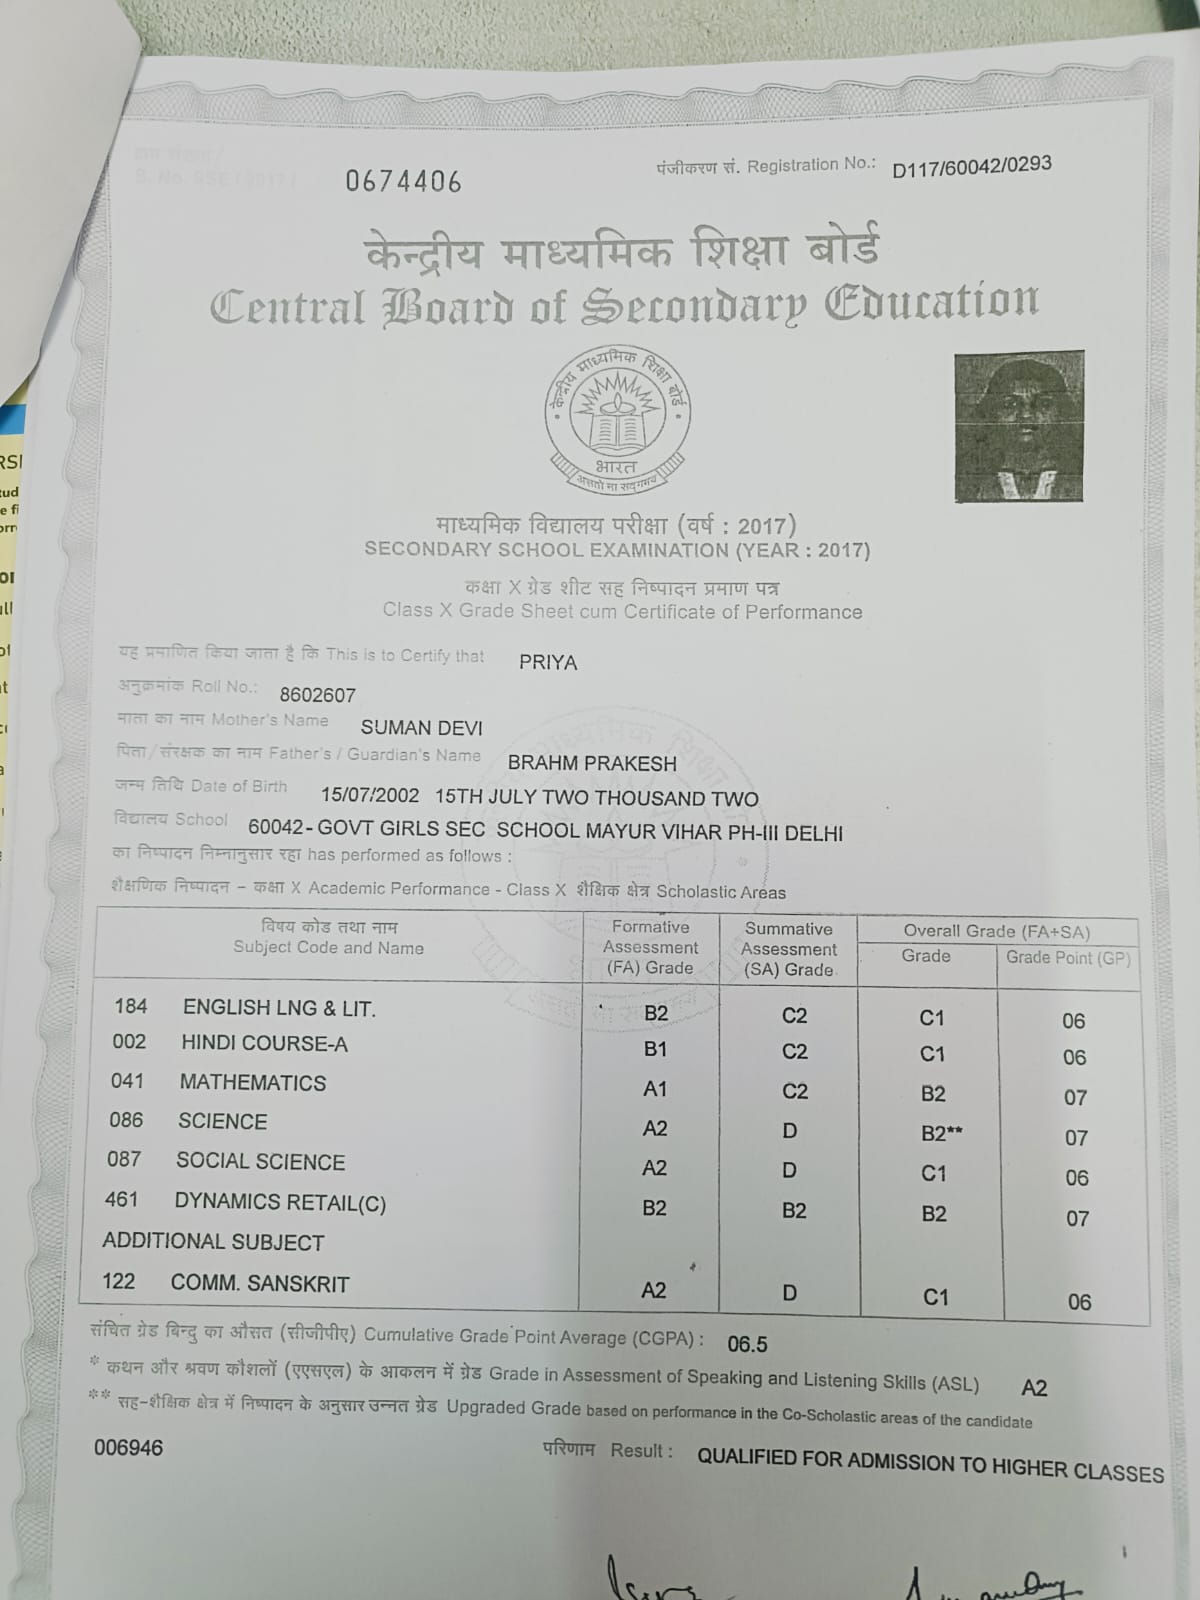 S. No. SSE / 2017 /
0674406
पंजीकरण सं. Registration No.: D117/60042/0293
केन्द्रीय माध्यमिक शिक्षा बोर्ड
Central Board of Secondary Education
केन्द्रीय माध्यमिक शिक्षा बोर्ड
भारत
असतो मा सद्गमय
माध्यमिक विद्यालय परीक्षा (वर्ष : 2017)
SECONDARY SCHOOL EXAMINATION (YEAR : 2017)
कक्षा X ग्रेड शीट सह निष्पादन प्रमाण पत्र
Class X Grade Sheet cum Certificate of Performance
यह प्रमाणित किया जाता है कि This is to Certify that PRIYA
अनुक्रमांक Roll No.: 8602607
माता का नाम Mother's Name SUMAN DEVI
पिता/संरक्षक का नाम Father's / Guardian's Name BRAHM PRAKESH
जन्म तिथि Date of Birth 15/07/2002 15TH JULY TWO THOUSAND TWO
विद्यालय School 60042- GOVT GIRLS SEC SCHOOL MAYUR VIHAR PH-III DELHI
का निष्पादन निम्नानुसार रहा has performed as follows :
शैक्षणिक निष्पादन – कक्षा X Academic Performance - Class X शैक्षिक क्षेत्र Scholastic Areas
विषय कोड तथा नाम
Subject Code and Name
Formative
Assessment
(FA) Grade
Summative
Assessment
(SA) Grade
Overall Grade (FA+SA)
Grade Grade Point (GP)
184 ENGLISH LNG & LIT. B2 C2 C1 06
002 HINDI COURSE-A B1 C2 C1 06
041 MATHEMATICS A1 C2 B2 07
086 SCIENCE A2 D B2** 07
087 SOCIAL SCIENCE A2 D C1 06
461 DYNAMICS RETAIL(C) B2 B2 B2 07
ADDITIONAL SUBJECT
122 COMM. SANSKRIT A2 D C1 06
संचित ग्रेड बिन्दु का औसत (सीजीपीए) Cumulative Grade Point Average (CGPA) : 06.5
* कथन और श्रवण कौशलों (एएसएल) के आकलन में ग्रेड Grade in Assessment of Speaking and Listening Skills (ASL) A2
** सह-शैक्षिक क्षेत्र में निष्पादन के अनुसार उन्नत ग्रेड Upgraded Grade based on performance in the Co-Scholastic areas of the candidate
006946
परिणाम Result : QUALIFIED FOR ADMISSION TO HIGHER CLASSES